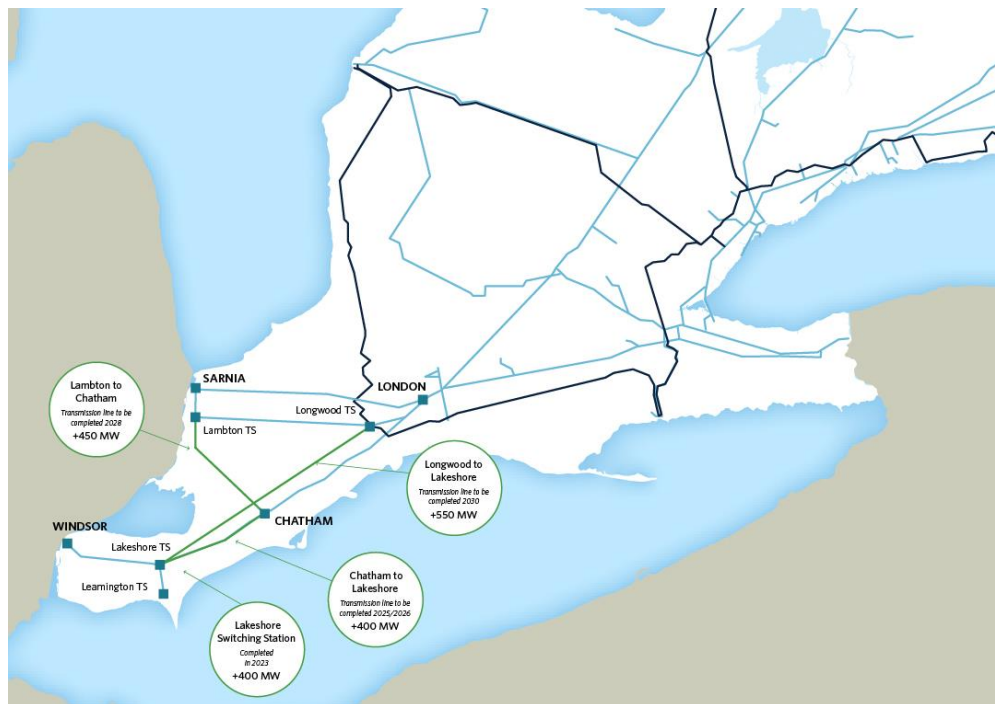 SARNIA
Lambton to
Chatham
Transmission line to be
completed 2028
+450 MW
LONDON
Longwood TS
Lambton TS
Longwood to
Lakeshore
Transmission line to be
completed 2030
+550 MW
CHATHAM
WINDSOR
Lakeshore TS
Leamington TS
Chatham to
Lakeshore
Transmission line to be
completed 2025/2026
+400 MW
Lakeshore
Switching Station
Completed
in 2023
+400 MW